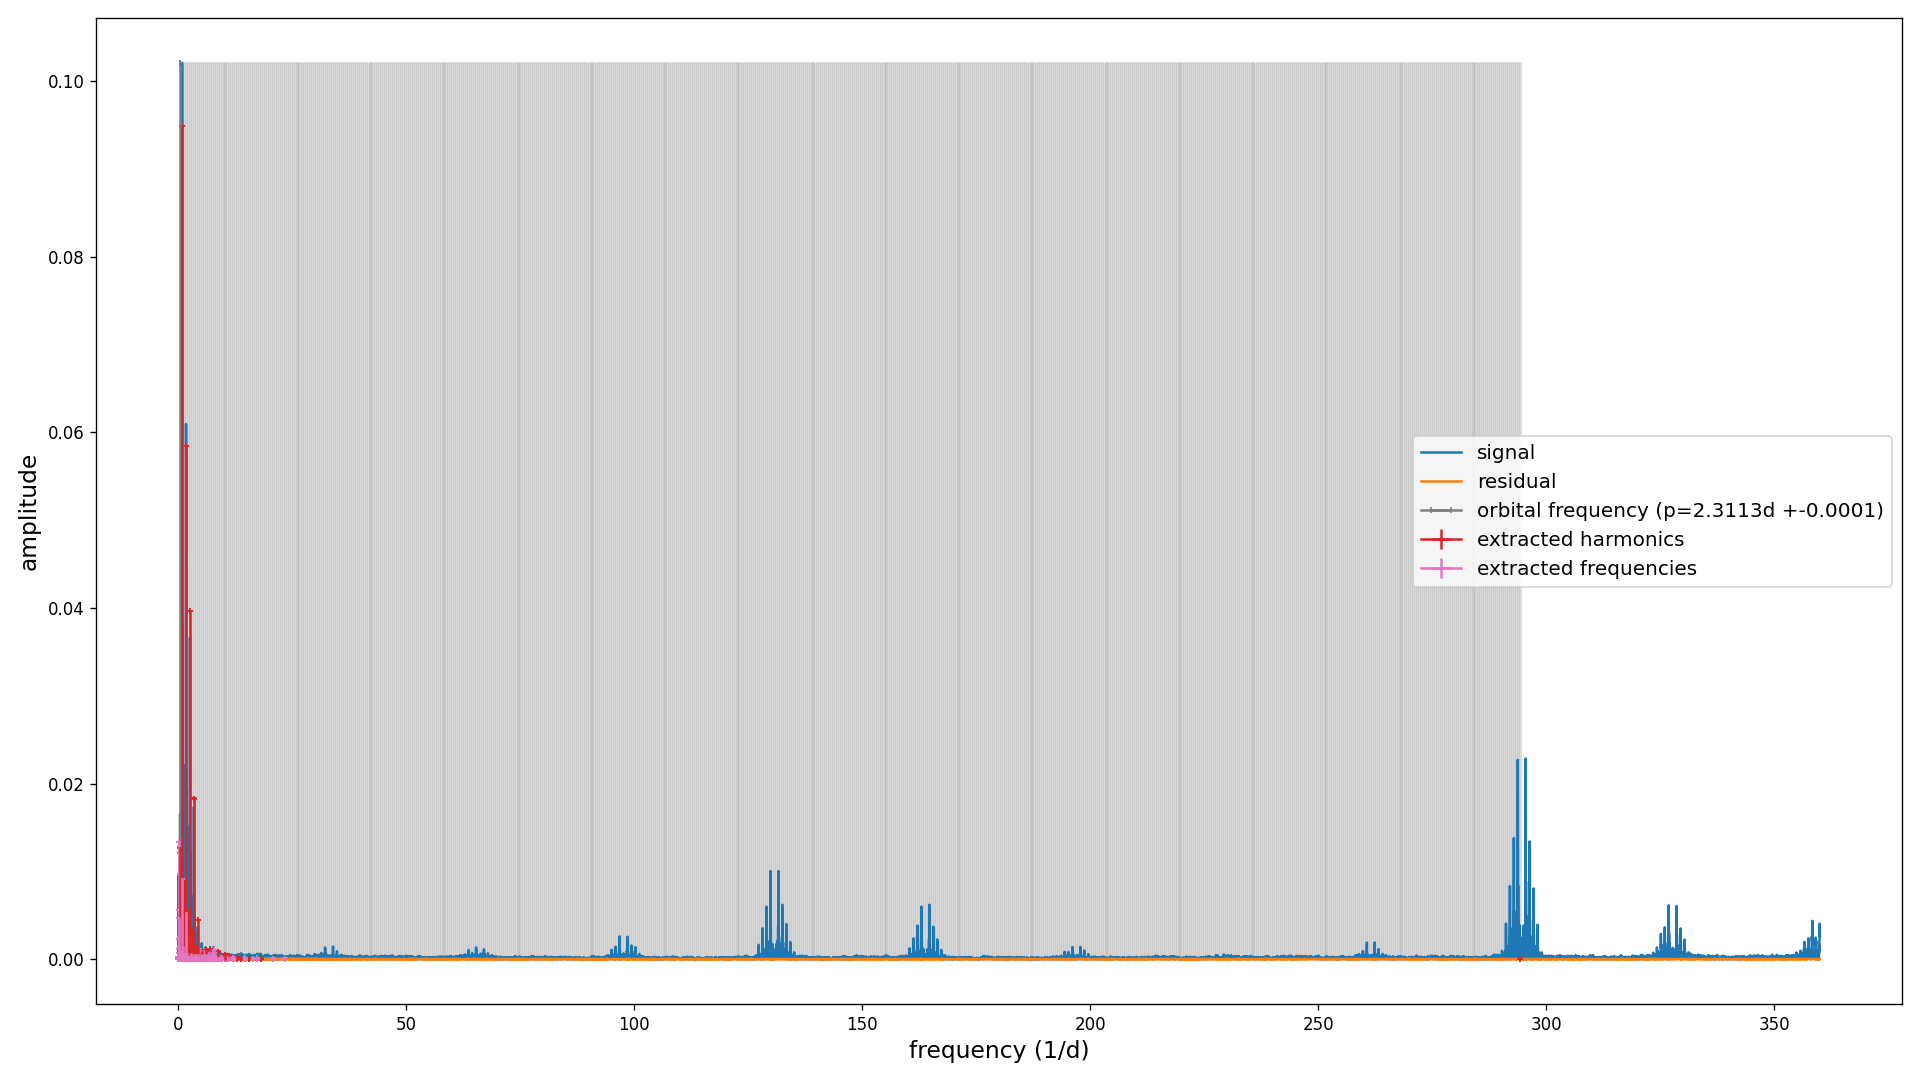 0.10
0.08
0.06
0.04
0.02
0.00
amplitude
signal
residual
orbital frequency (p=2.3113d +-0.0001)
extracted harmonics
extracted frequencies
0 50 100 150 200 250 300 350
frequency (1/d)